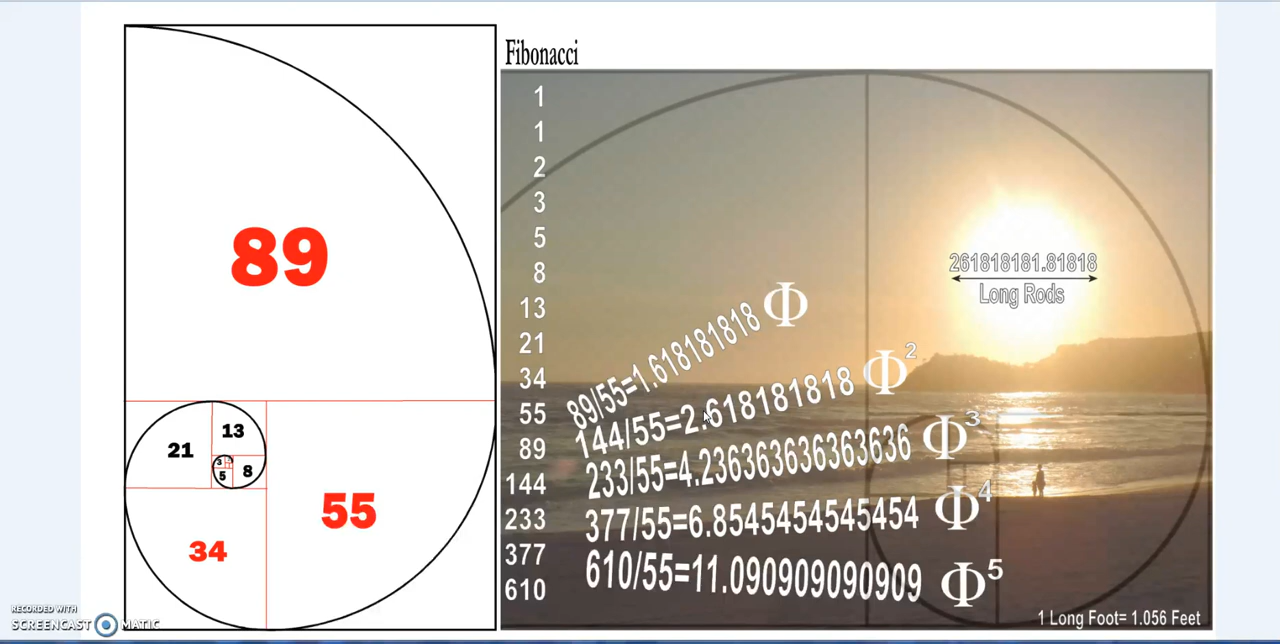 89
21
13
3
5
8
34
55
Fibonacci
1
1
2
3
5
8
13
21
34
55
89
144
233
377
610
261818181.81818
Long Rods
89/55=1.618181818 Φ
144/55=2.618181818 Φ2
233/55=4.2363636363636 Φ3
377/55=6.8545454545454 Φ4
610/55=11.090909090909 Φ5
1 Long Foot= 1.056 Feet
RECORDED WITH
SCREENCAST MATIC